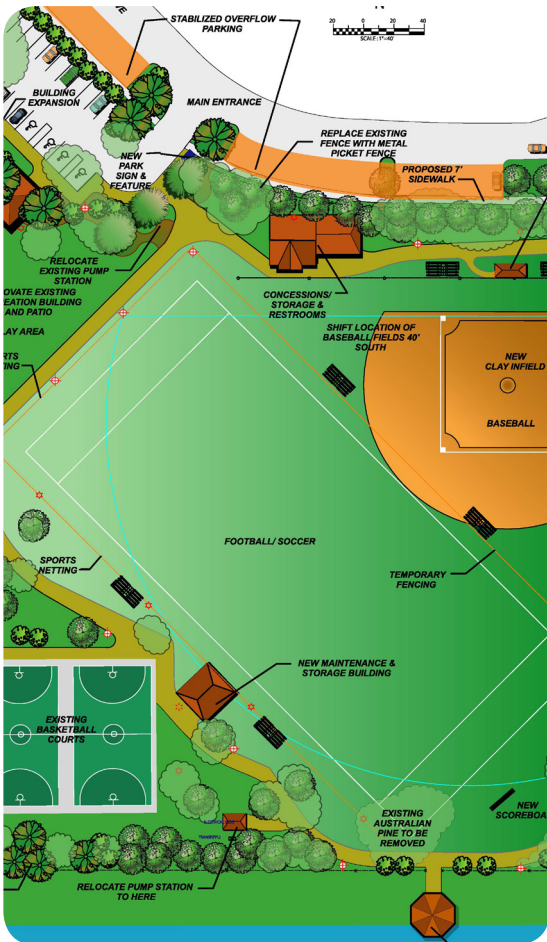 STABILIZED OVERFLOW
PARKING
20 0 20 40
SCALE: 1"=40'
BUILDING
EXPANSION
MAIN ENTRANCE
REPLACE EXISTING
FENCE WITH METAL
PICKET FENCE
NEW
PARK
SIGN &
FEATURE
PROPOSED 7'
SIDEWALK
RELOCATE
EXISTING PUMP
STATION
OVATE EXISTING
REATION BUILDING
AND PATIO
LAY AREA
RTS
TING
CONCESSIONS/
STORAGE &
RESTROOMS
SHIFT LOCATION OF
BASEBALL FIELDS 40'
SOUTH
NEW
CLAY INFIELD
BASEBALL
FOOTBALL/ SOCCER
SPORTS
NETTING
TEMPORARY
FENCING
NEW MAINTENANCE &
STORAGE BUILDING
EXISTING
BASKETBALL
COURTS
EXISTING
AUSTRALIAN
PINE TO BE
REMOVED
NEW
SCOREBOA
RELOCATE PUMP STATION
TO HERE